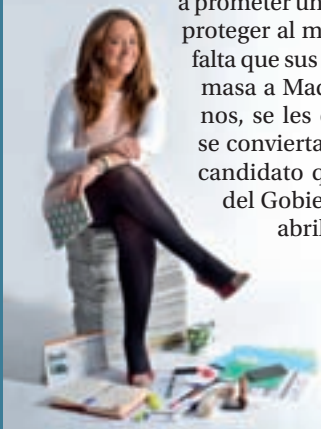 a prometer un
proteger al m
falta que sus
masa a Mad
nos, se les
se convierta
candidato q
del Gobie
abril